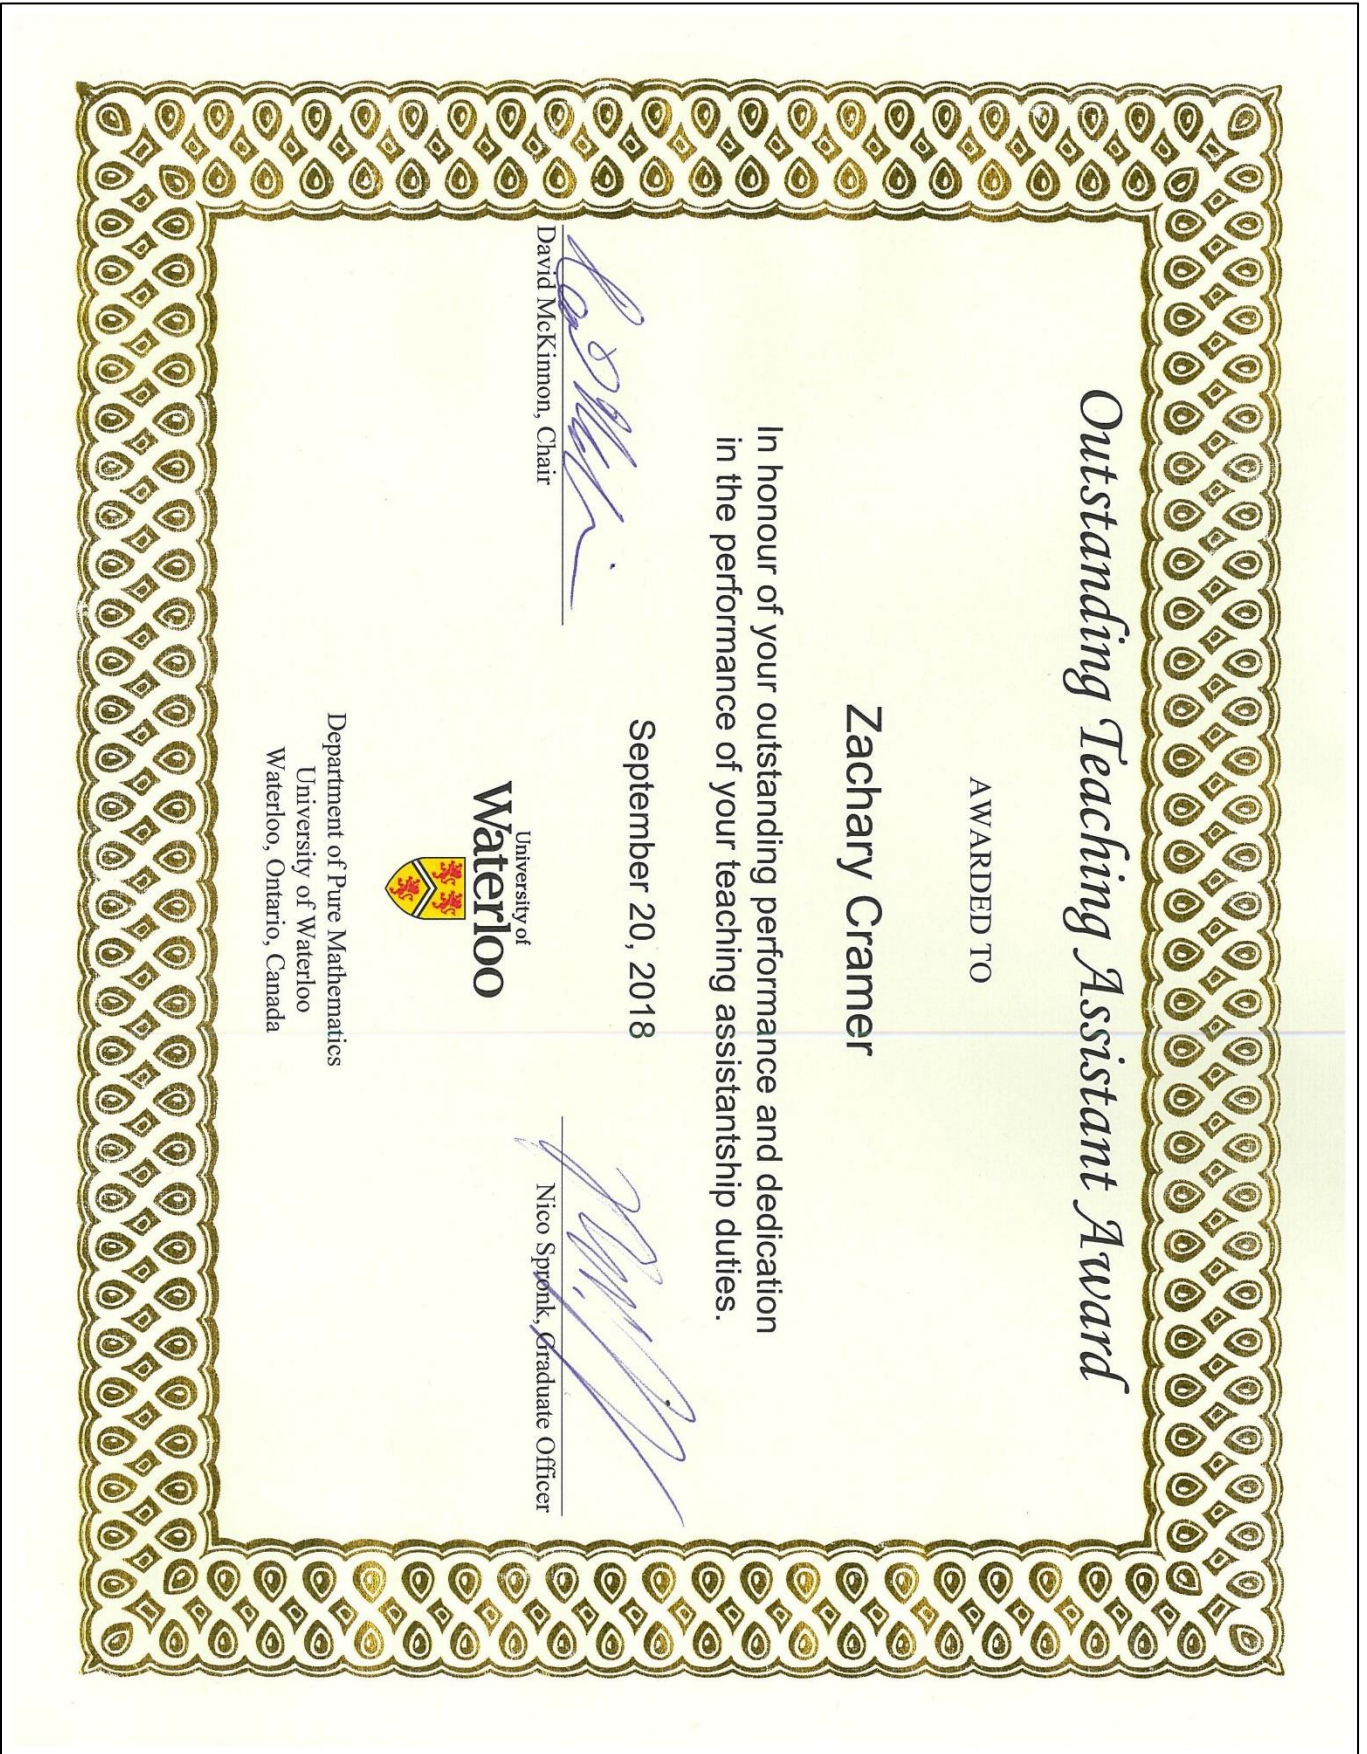 Outstanding Teaching Assistant Award
AWARDED TO
Zachary Cramer
In honour of your outstanding performance and dedication
in the performance of your teaching assistantship duties.
September 20, 2018
David McKinnon, Chair
Nico Spronk, Graduate Officer
University of
Waterloo
Department of Pure Mathematics
University of Waterloo
Waterloo, Ontario, Canada